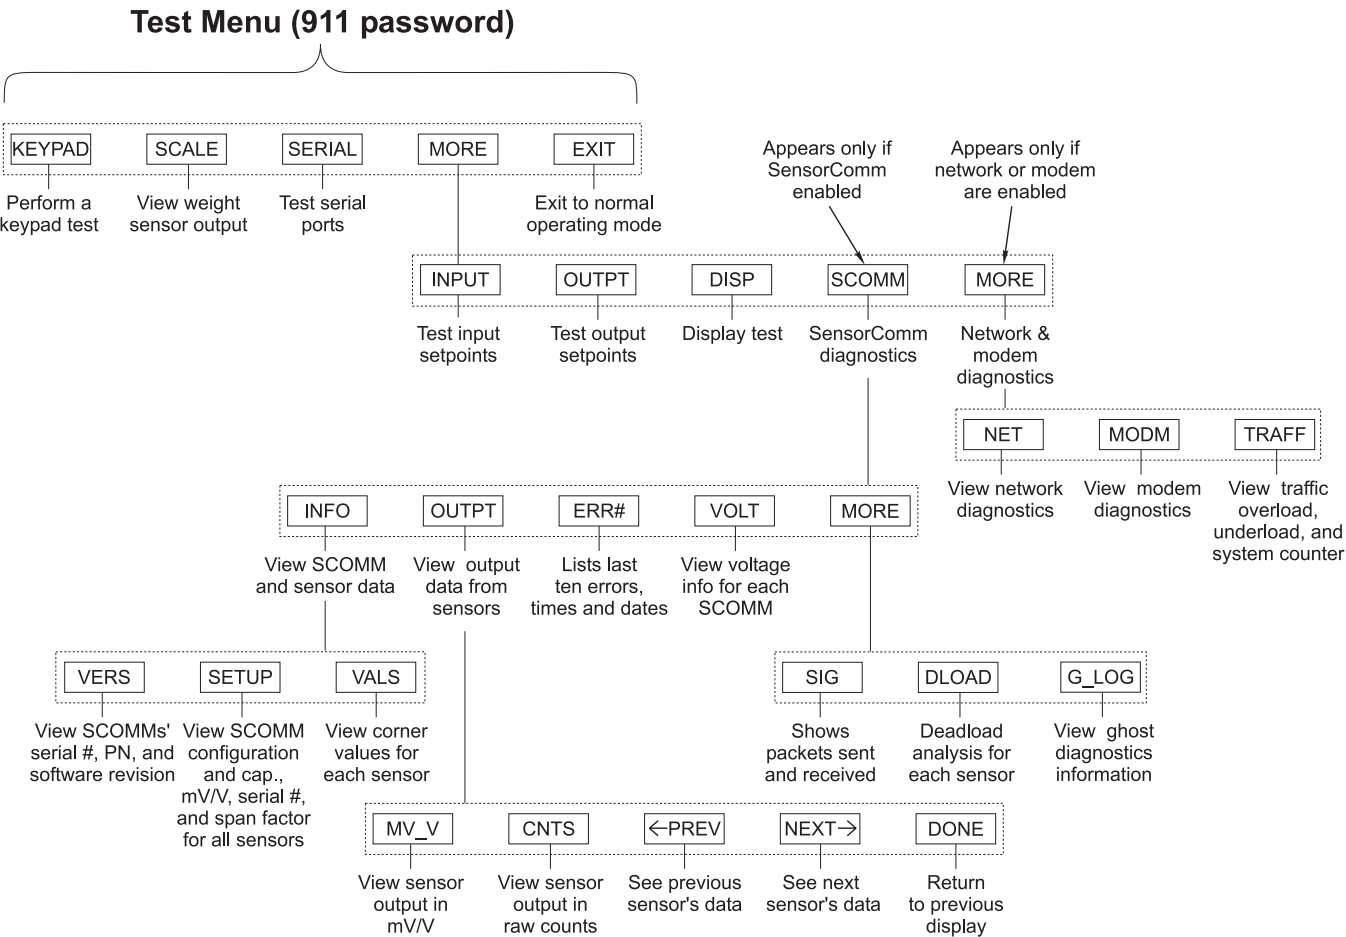 Test Menu (911 password)
KEYPAD
SCALE
SERIAL
MORE
EXIT
Perform a
keypad test
View weight
sensor output
Test serial
ports
Exit to normal
operating mode
Appears only if
SensorComm
enabled
Appears only if
network or modem
are enabled
INPUT
OUTPT
DISP
SCOMM
MORE
Test input
setpoints
Test output
setpoints
Display test
SensorComm
diagnostics
Network &
modem
diagnostics
NET
MODM
TRAFF
View network
diagnostics
View modem
diagnostics
View traffic
overload,
underload, and
system counter
INFO
OUTPT
ERR#
VOLT
MORE
View SCOMM
and sensor data
View output
data from
sensors
Lists last
ten errors,
times and dates
View voltage
info for each
SCOMM
VERS
SETUP
VALS
View SCOMMs'
serial #, PN, and
software revision
View SCOMM
configuration
and cap.,
mV/V, serial #,
and span factor
for all sensors
View corner
values for
each sensor
SIG
DLOAD
G_LOG
Shows
packets sent
and received
Deadload
analysis for
each sensor
View ghost
diagnostics
information
MV_V
CNTS
←PREV
NEXT→
DONE
View sensor
output in
mV/V
View sensor
output in
raw counts
See previous
sensor's data
See next
sensor's data
Return
to previous
display